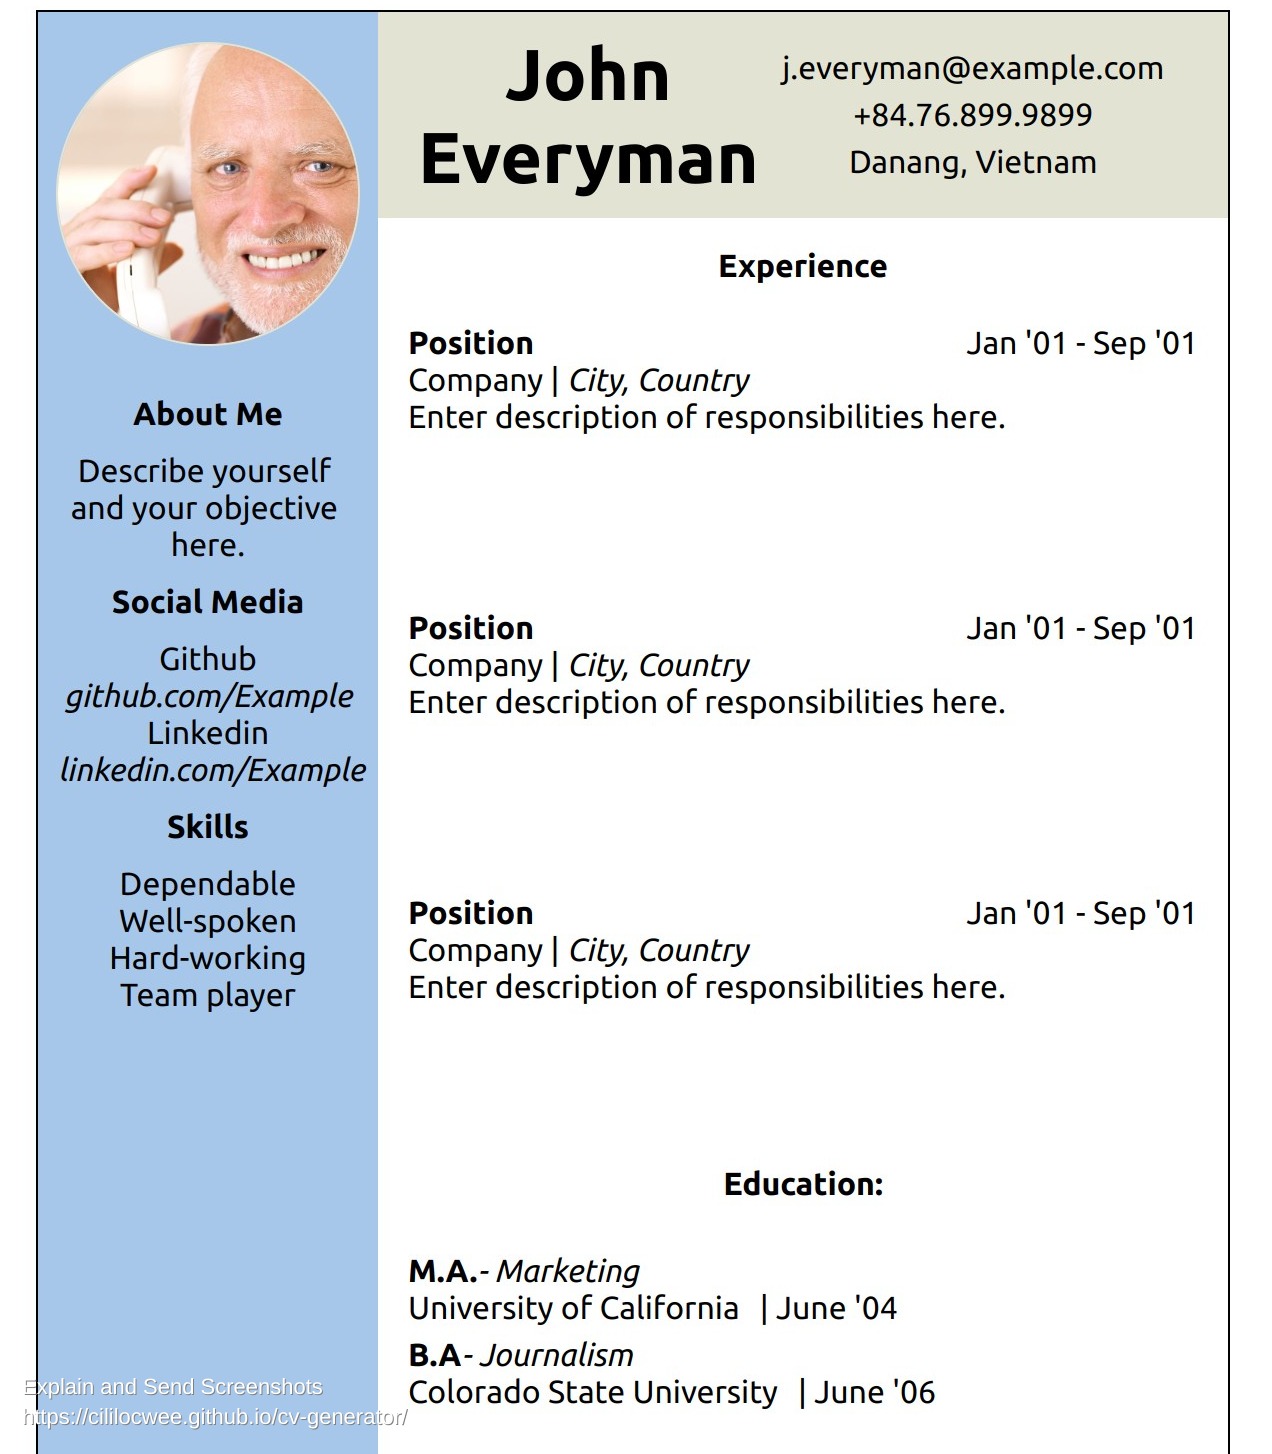 John
Everyman
j.everyman@example.com
+84.76.899.9899
Danang, Vietnam
About Me
Describe yourself
and your objective
here.
Social Media
Github
github.com/Example
Linkedin
linkedin.com/Example
Skills
Dependable
Well-spoken
Hard-working
Team player
Experience
Position Jan '01 - Sep '01
Company | City, Country
Enter description of responsibilities here.
Position Jan '01 - Sep '01
Company | City, Country
Enter description of responsibilities here.
Position Jan '01 - Sep '01
Company | City, Country
Enter description of responsibilities here.
Education:
M.A.- Marketing
University of California | June '04
B.A- Journalism
Colorado State University | June '06
Explain and Send Screenshots
https://cililocwee.github.io/cv-generator/